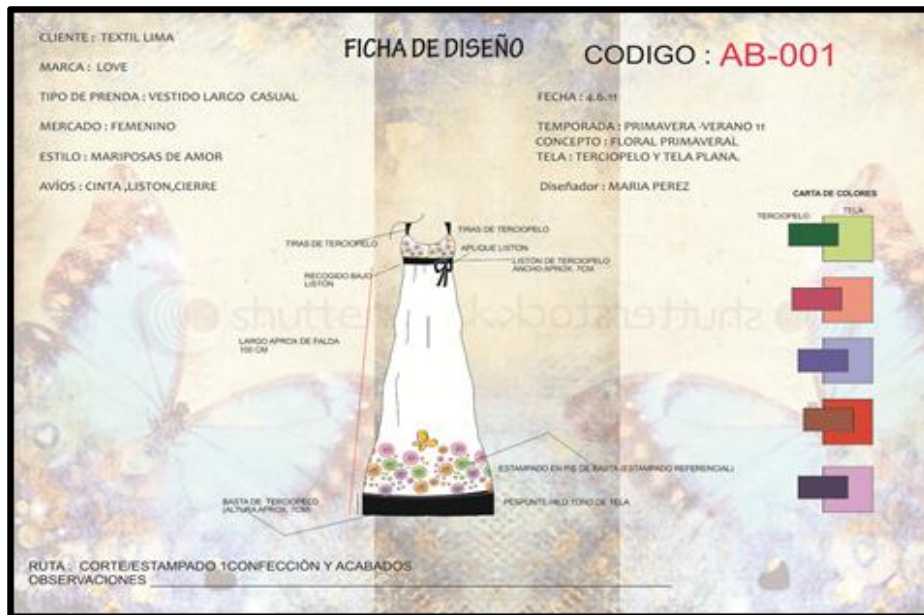 CLIENTE : TEXTIL LIMA
MARCA : LOVE
TIPO DE PRENDA : VESTIDO LARGO CASUAL
MERCADO : FEMENINO
ESTILO : MARIPOSAS DE AMOR
AVÍOS : CINTA ,LISTON,CIERRE
FICHA DE DISEÑO
CODIGO : AB-001
FECHA : 4.6.11
TEMPORADA : PRIMAVERA -VERANO 11
CONCEPTO : FLORAL PRIMAVERAL
TELA : TERCIOPELO Y TELA PLANA.
Diseñador : MARIA PEREZ
CARTA DE COLORES
TERCIOPELO
TELA
TIRAS DE TERCIOPELO
TIRAS DE TERCIOPELO
APLIQUE LISTON
RECOGIDO BAJO
LISTÓN
LISTÓN DE TERCIOPELO
ANCHO APROX. 7CM.
LARGO APROX DE FALDA
100 CM
ESTAMPADO EN PIE DE BASTA (ESTAMPADO REFERENCIAL)
BASTA DE TERCIOPELO
(ALTURA APROX. 7CM)
PESPUNTE HILO TONO DE TELA
RUTA : CORTE/ESTAMPADO 1CONFECCIÓN Y ACABADOS
OBSERVACIONES
shutterstock
shutterstock